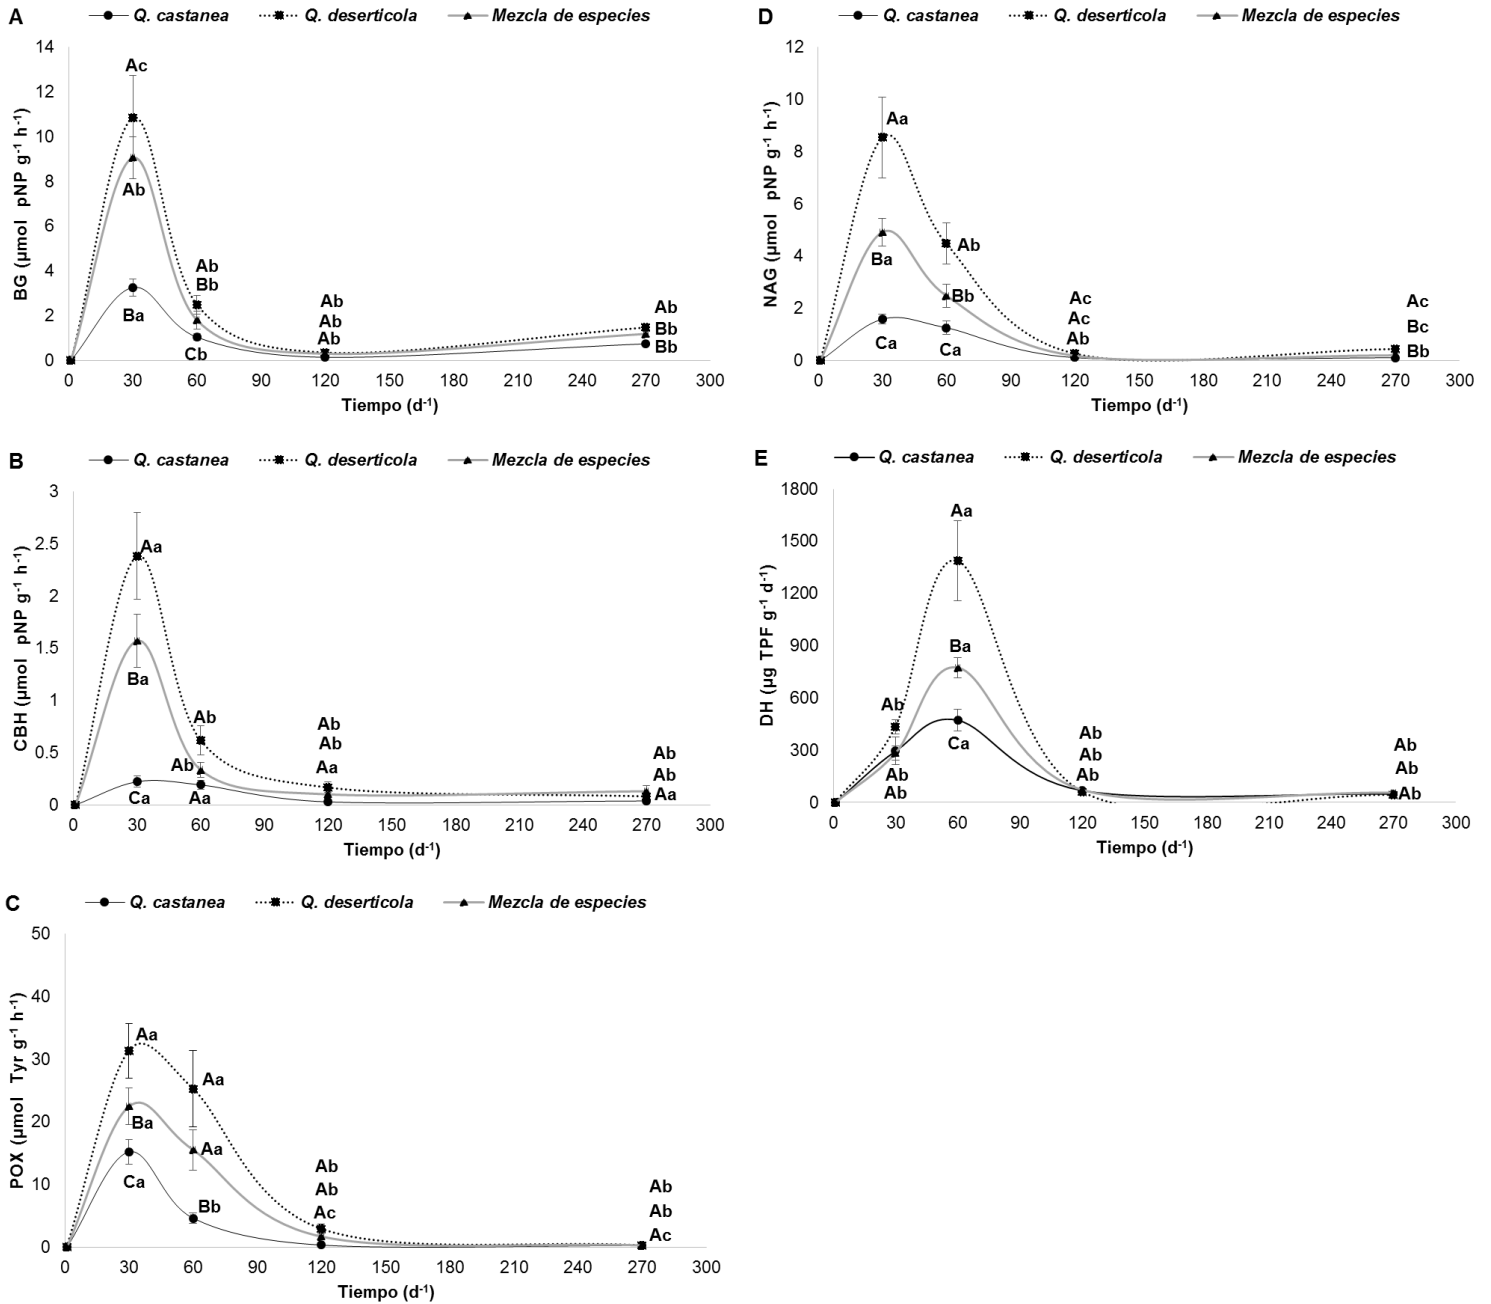 A
Q. castanea Q. deserticola Mezcla de especies
BG (µmol pNP g⁻¹ h⁻¹)
14
12
10
8
6
4
2
0
Ac
Ab
Ba
Ab
Bb
Cb
Ab
Ab
Ab
Ab
Bb
Bb
0 30 60 90 120 150 180 210 240 270 300
Tiempo (d⁻¹)
D
Q. castanea Q. deserticola Mezcla de especies
NAG (µmol pNP g⁻¹ h⁻¹)
12
10
8
6
4
2
0
Aa
Ba
Ca
Ab
Bb
Ca
Ac
Ac
Ab
Ac
Bc
Bb
0 30 60 90 120 150 180 210 240 270 300
Tiempo (d⁻¹)
B
Q. castanea Q. deserticola Mezcla de especies
CBH (µmol pNP g⁻¹ h⁻¹)
3
2.5
2
1.5
1
0.5
0
Aa
Ba
Ca
Ab
Ab
Aa
Ab
Ab
Aa
Ab
Ab
Aa
0 30 60 90 120 150 180 210 240 270 300
Tiempo (d⁻¹)
E
Q. castanea Q. deserticola Mezcla de especies
DH (µg TPF g⁻¹ d⁻¹)
1800
1500
1200
900
600
300
0
Ab
Ab
Ab
Aa
Ba
Ca
Ab
Ab
Ab
Ab
Ab
Ab
0 30 60 90 120 150 180 210 240 270 300
Tiempo (d⁻¹)
C
Q. castanea Q. deserticola Mezcla de especies
POX (µmol Tyr g⁻¹ h⁻¹)
50
40
30
20
10
0
Aa
Ba
Ca
Aa
Aa
Bb
Ab
Ab
Ac
Ab
Ab
Ac
0 30 60 90 120 150 180 210 240 270 300
Tiempo (d⁻¹)